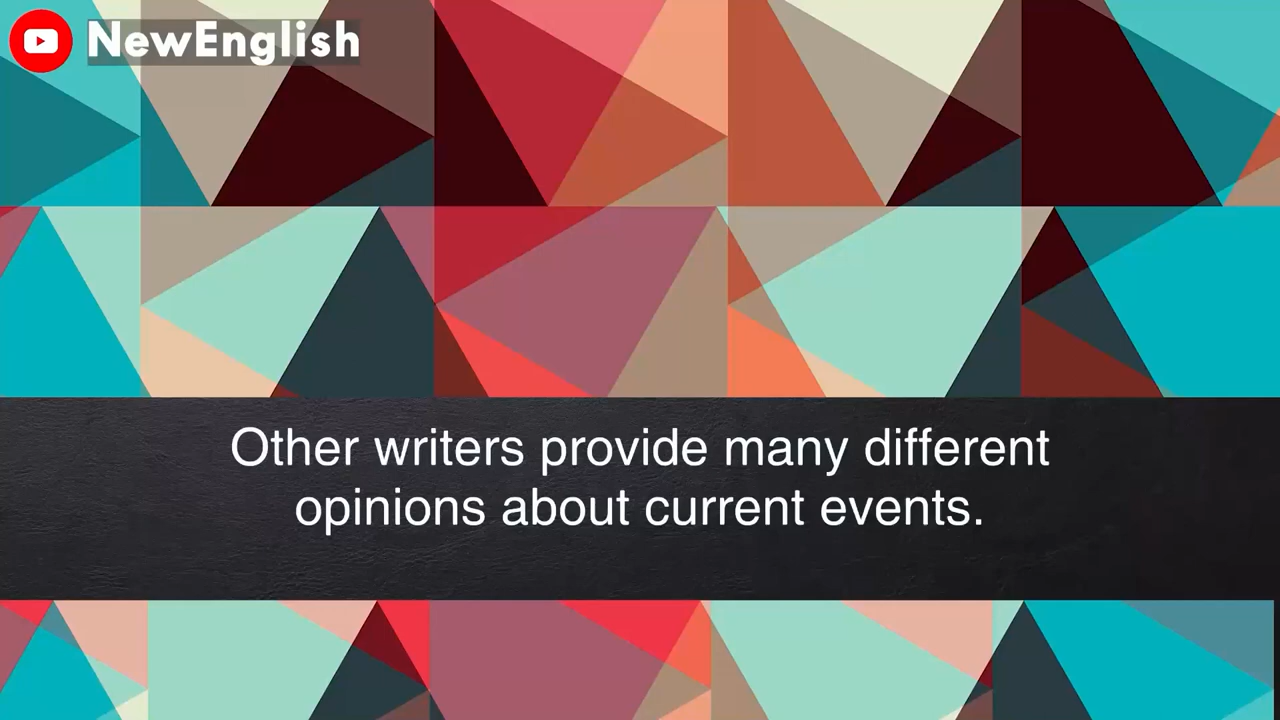 NewEnglish
Other writers provide many different
opinions about current events.